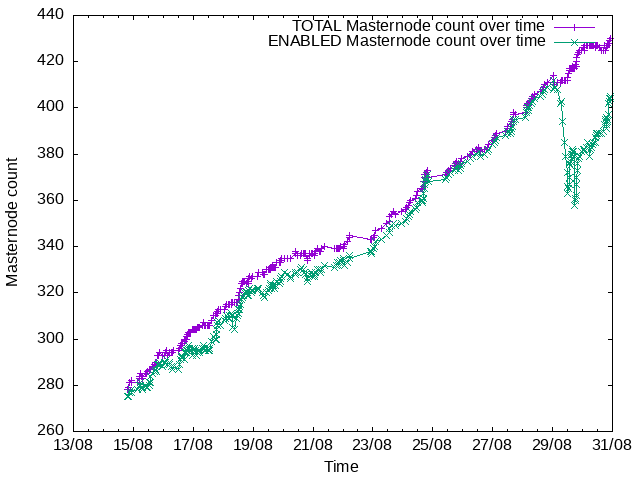 TOTAL Masternode count over time
ENABLED Masternode count over time
440
420
400
380
360
340
320
300
280
260
Masternode count
13/08 15/08 17/08 19/08 21/08 23/08 25/08 27/08 29/08 31/08
Time